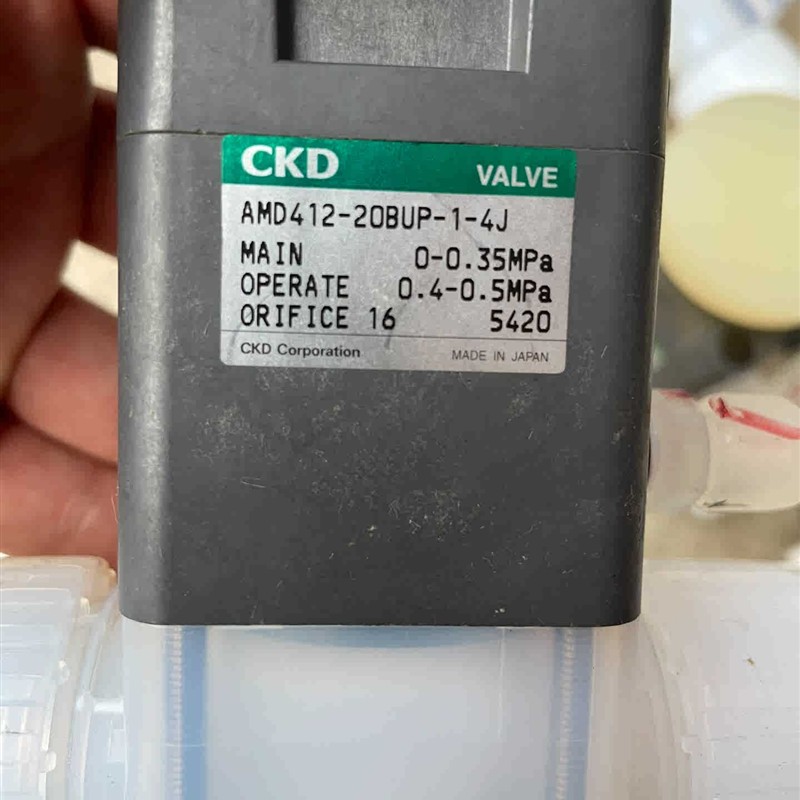 CKD VALVE
AMD412-20BUP-1-4J
MAIN 0-0.35MPa
OPERATE 0.4-0.5MPa
ORIFICE 16 5420
CKD Corporation MADE IN JAPAN